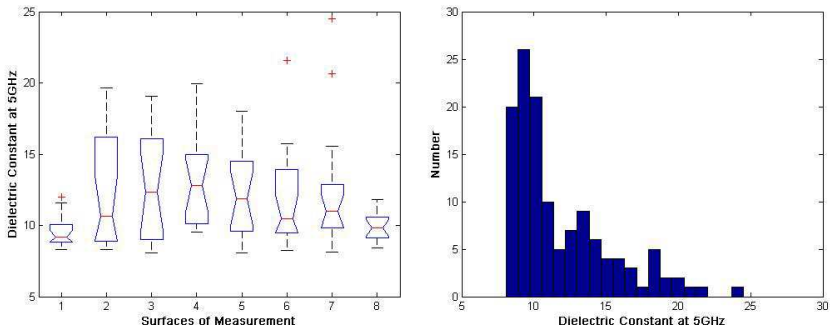 25
20
15
10
5
Dielectric Constant at 5GHz
1 2 3 4 5 6 7 8
Surfaces of Measurement
30
25
20
15
10
5
0
Number
5 10 15 20 25 30
Dielectric Constant at 5GHz